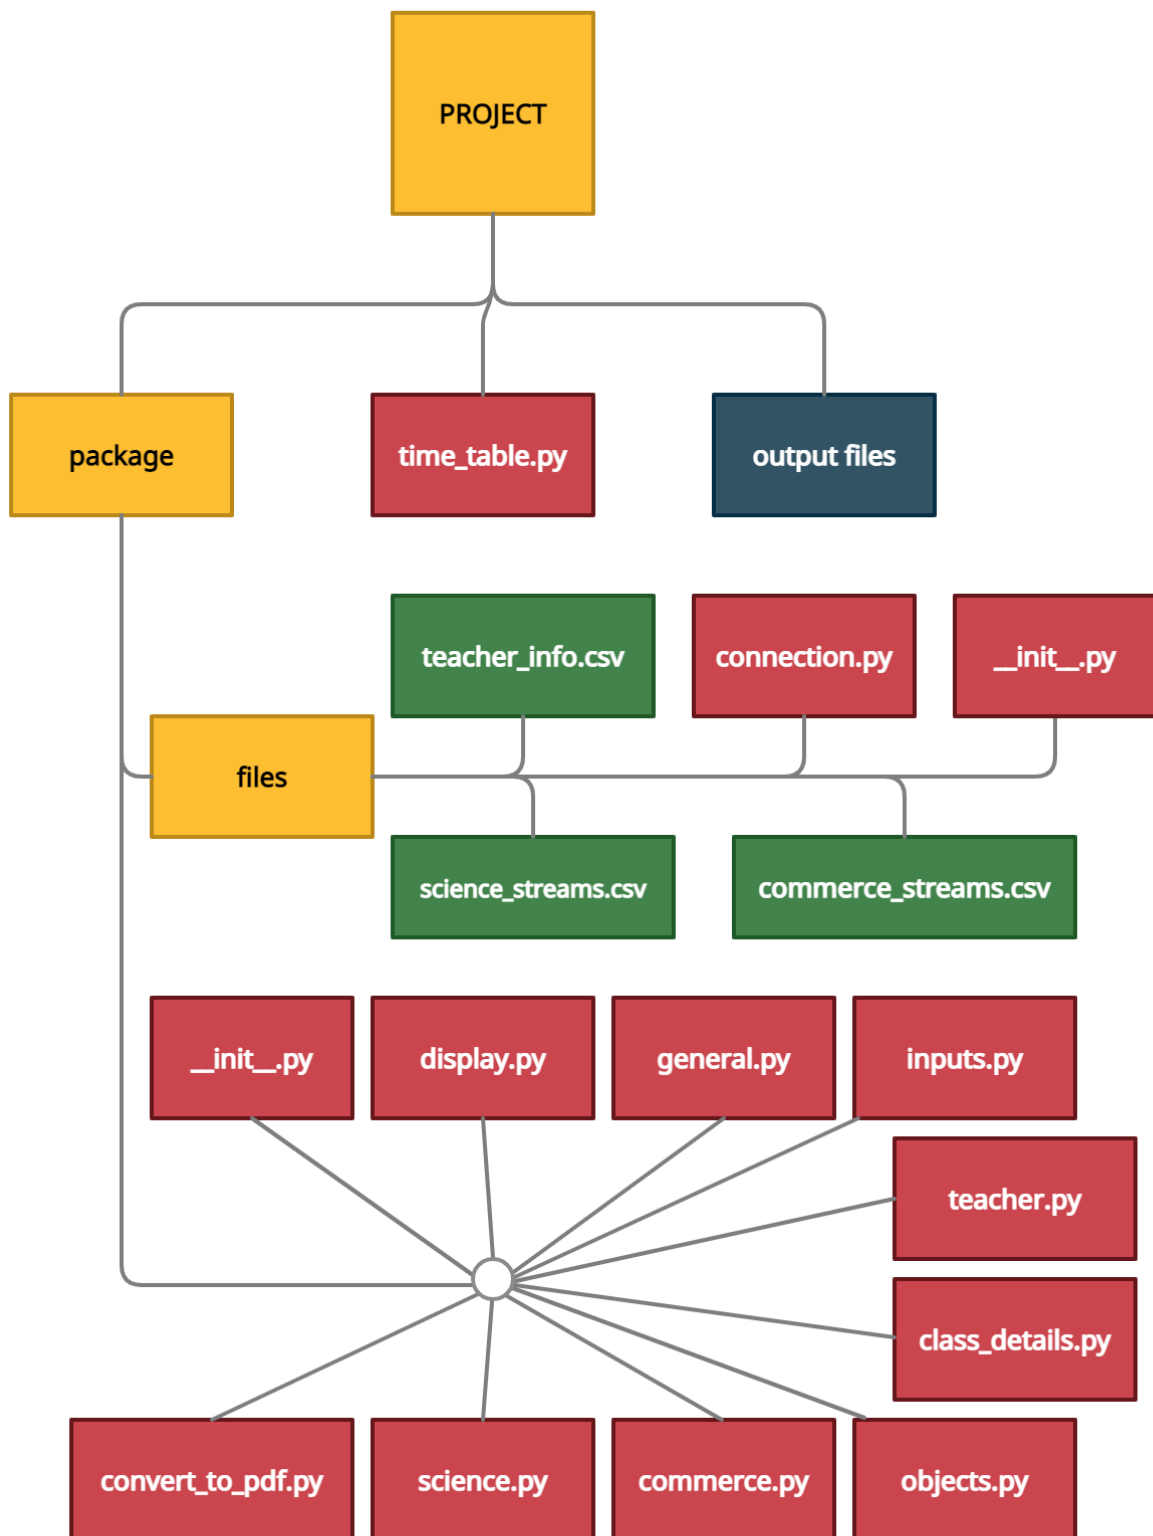 PROJECT
package
time_table.py
output files
teacher_info.csv
connection.py
__init__.py
files
science_streams.csv
commerce_streams.csv
__init__.py
display.py
general.py
inputs.py
teacher.py
class_details.py
convert_to_pdf.py
science.py
commerce.py
objects.py